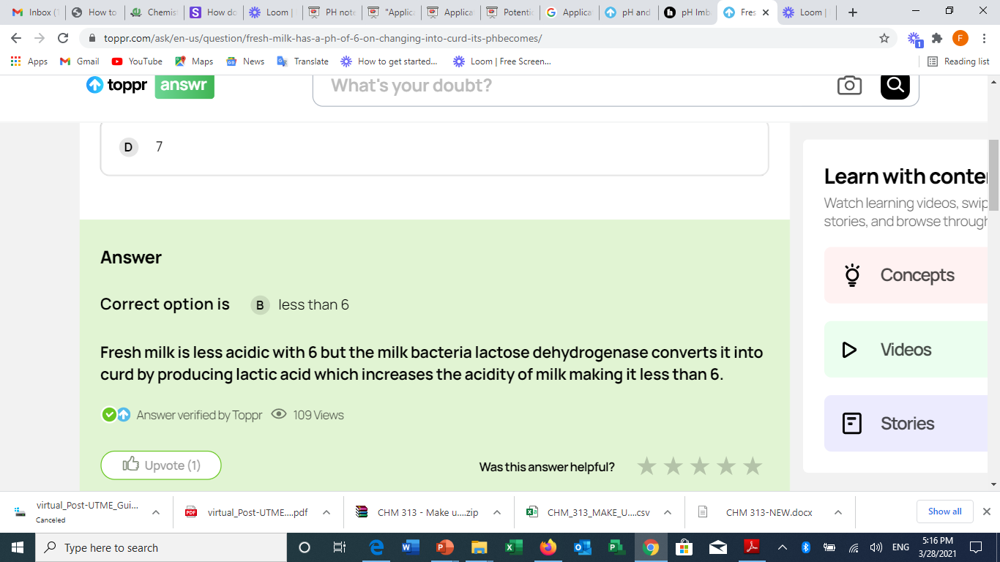 Inbox (
How to
Chemis
How do
Loom |
PH note
"Applica
Applica
Potentic
Applica
pH and
pH Imb
Fres
Loom |
toppr.com/ask/en-us/question/fresh-milk-has-a-ph-of-6-on-changing-into-curd-its-phbecomes/
F
1
Apps
Gmail
YouTube
Maps
News
Translate
How to get started...
Loom | Free Screen...
Reading list
toppr answr
What's your doubt?
D 7
Answer
Correct option is B less than 6
Fresh milk is less acidic with 6 but the milk bacteria lactose dehydrogenase converts it into
curd by producing lactic acid which increases the acidity of milk making it less than 6.
Answer verified by Toppr 109 Views
Upvote (1)
Was this answer helpful?
Learn with conte
Watch learning videos, swip
stories, and browse through
Concepts
Videos
Stories
virtual_Post-UTME_Gui...
Canceled
virtual_Post-UTME....pdf
CHM 313 - Make u....zip
CHM_313_MAKE_U....csv
CHM 313-NEW.docx
Show all
Type here to search
ENG
5:16 PM
3/28/2021